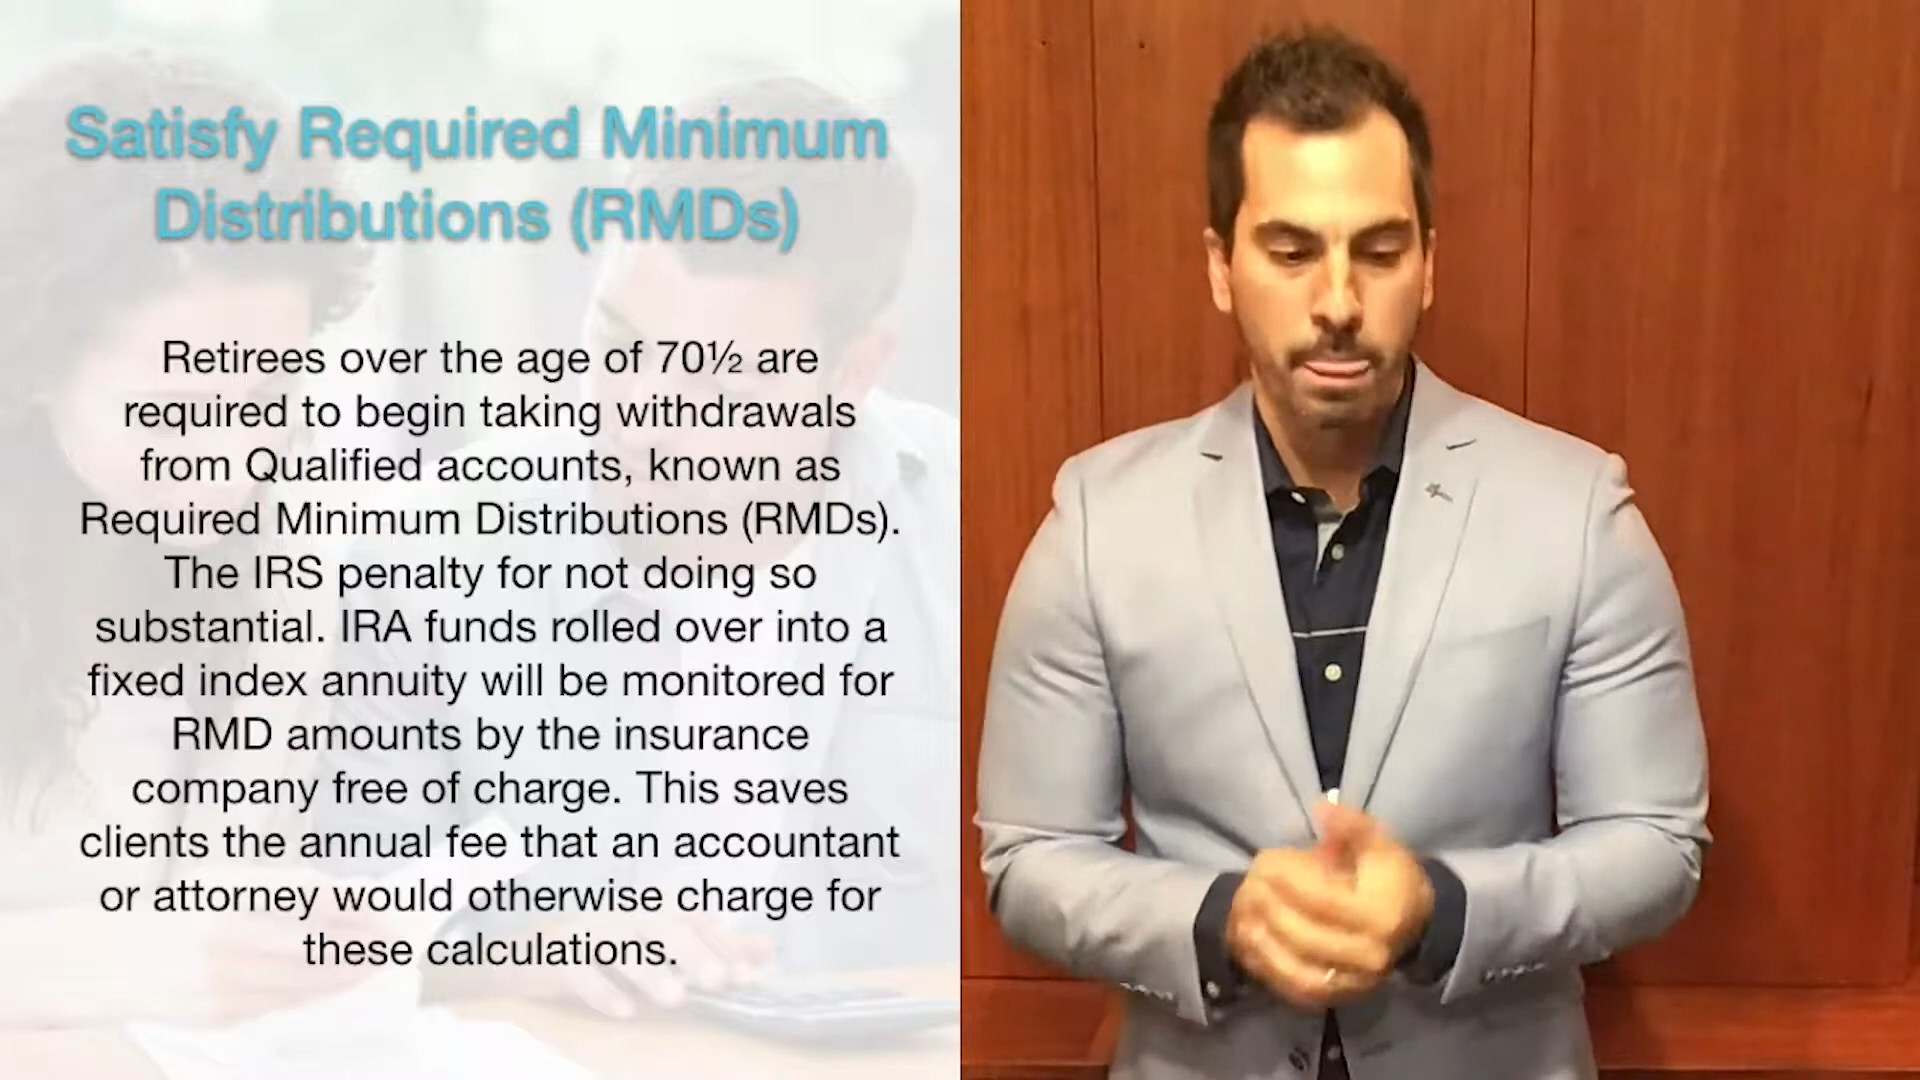 Satisfy Required Minimum
Distributions (RMDs)
Retirees over the age of 70½ are
required to begin taking withdrawals
from Qualified accounts, known as
Required Minimum Distributions (RMDs).
The IRS penalty for not doing so
substantial. IRA funds rolled over into a
fixed index annuity will be monitored for
RMD amounts by the insurance
company free of charge. This saves
clients the annual fee that an accountant
or attorney would otherwise charge for
these calculations.